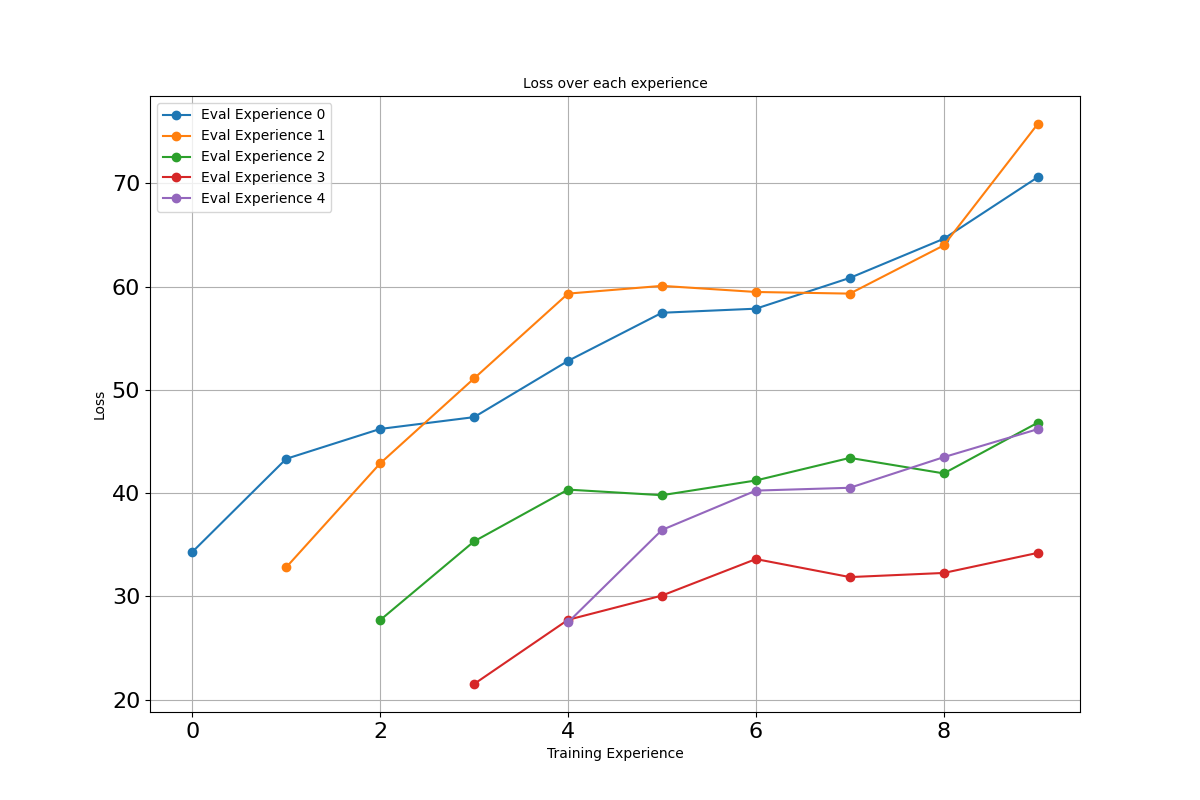 Loss over each experience
Eval Experience 0
Eval Experience 1
Eval Experience 2
Eval Experience 3
Eval Experience 4
70
60
50
40
30
20
Loss
0 2 4 6 8
Training Experience